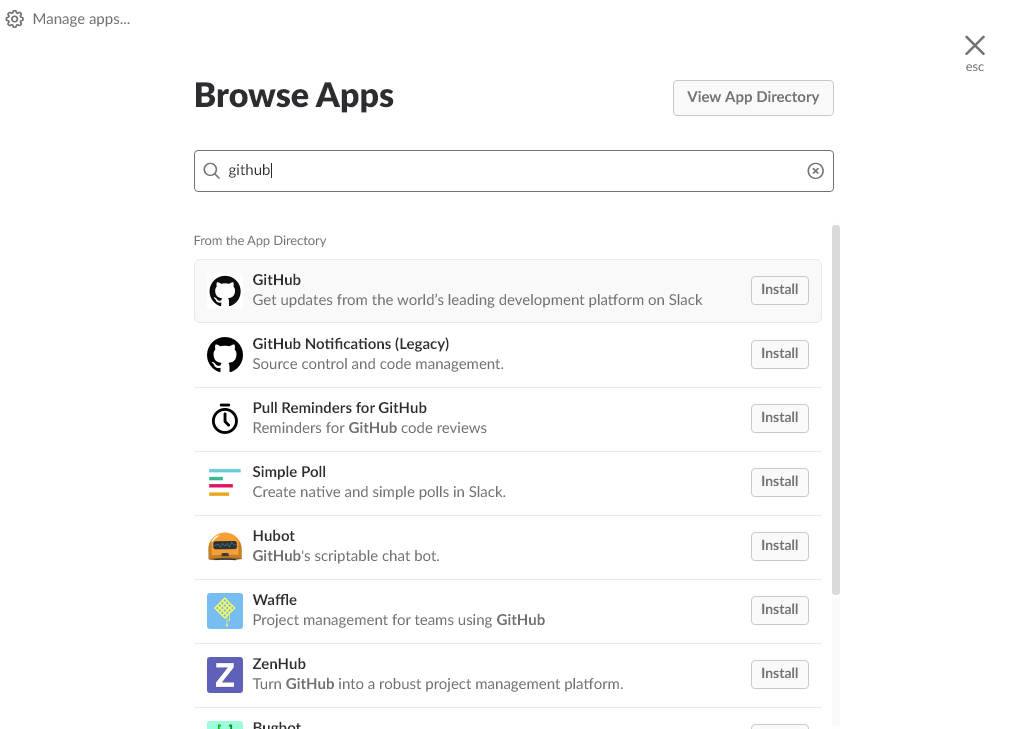 Manage apps...
esc
Browse Apps
View App Directory
github
From the App Directory
GitHub
Get updates from the world’s leading development platform on Slack
Install
GitHub Notifications (Legacy)
Source control and code management.
Install
Pull Reminders for GitHub
Reminders for GitHub code reviews
Install
Simple Poll
Create native and simple polls in Slack.
Install
Hubot
GitHub's scriptable chat bot.
Install
Waffle
Project management for teams using GitHub
Install
Z
ZenHub
Turn GitHub into a robust project management platform.
Install
Bugbot